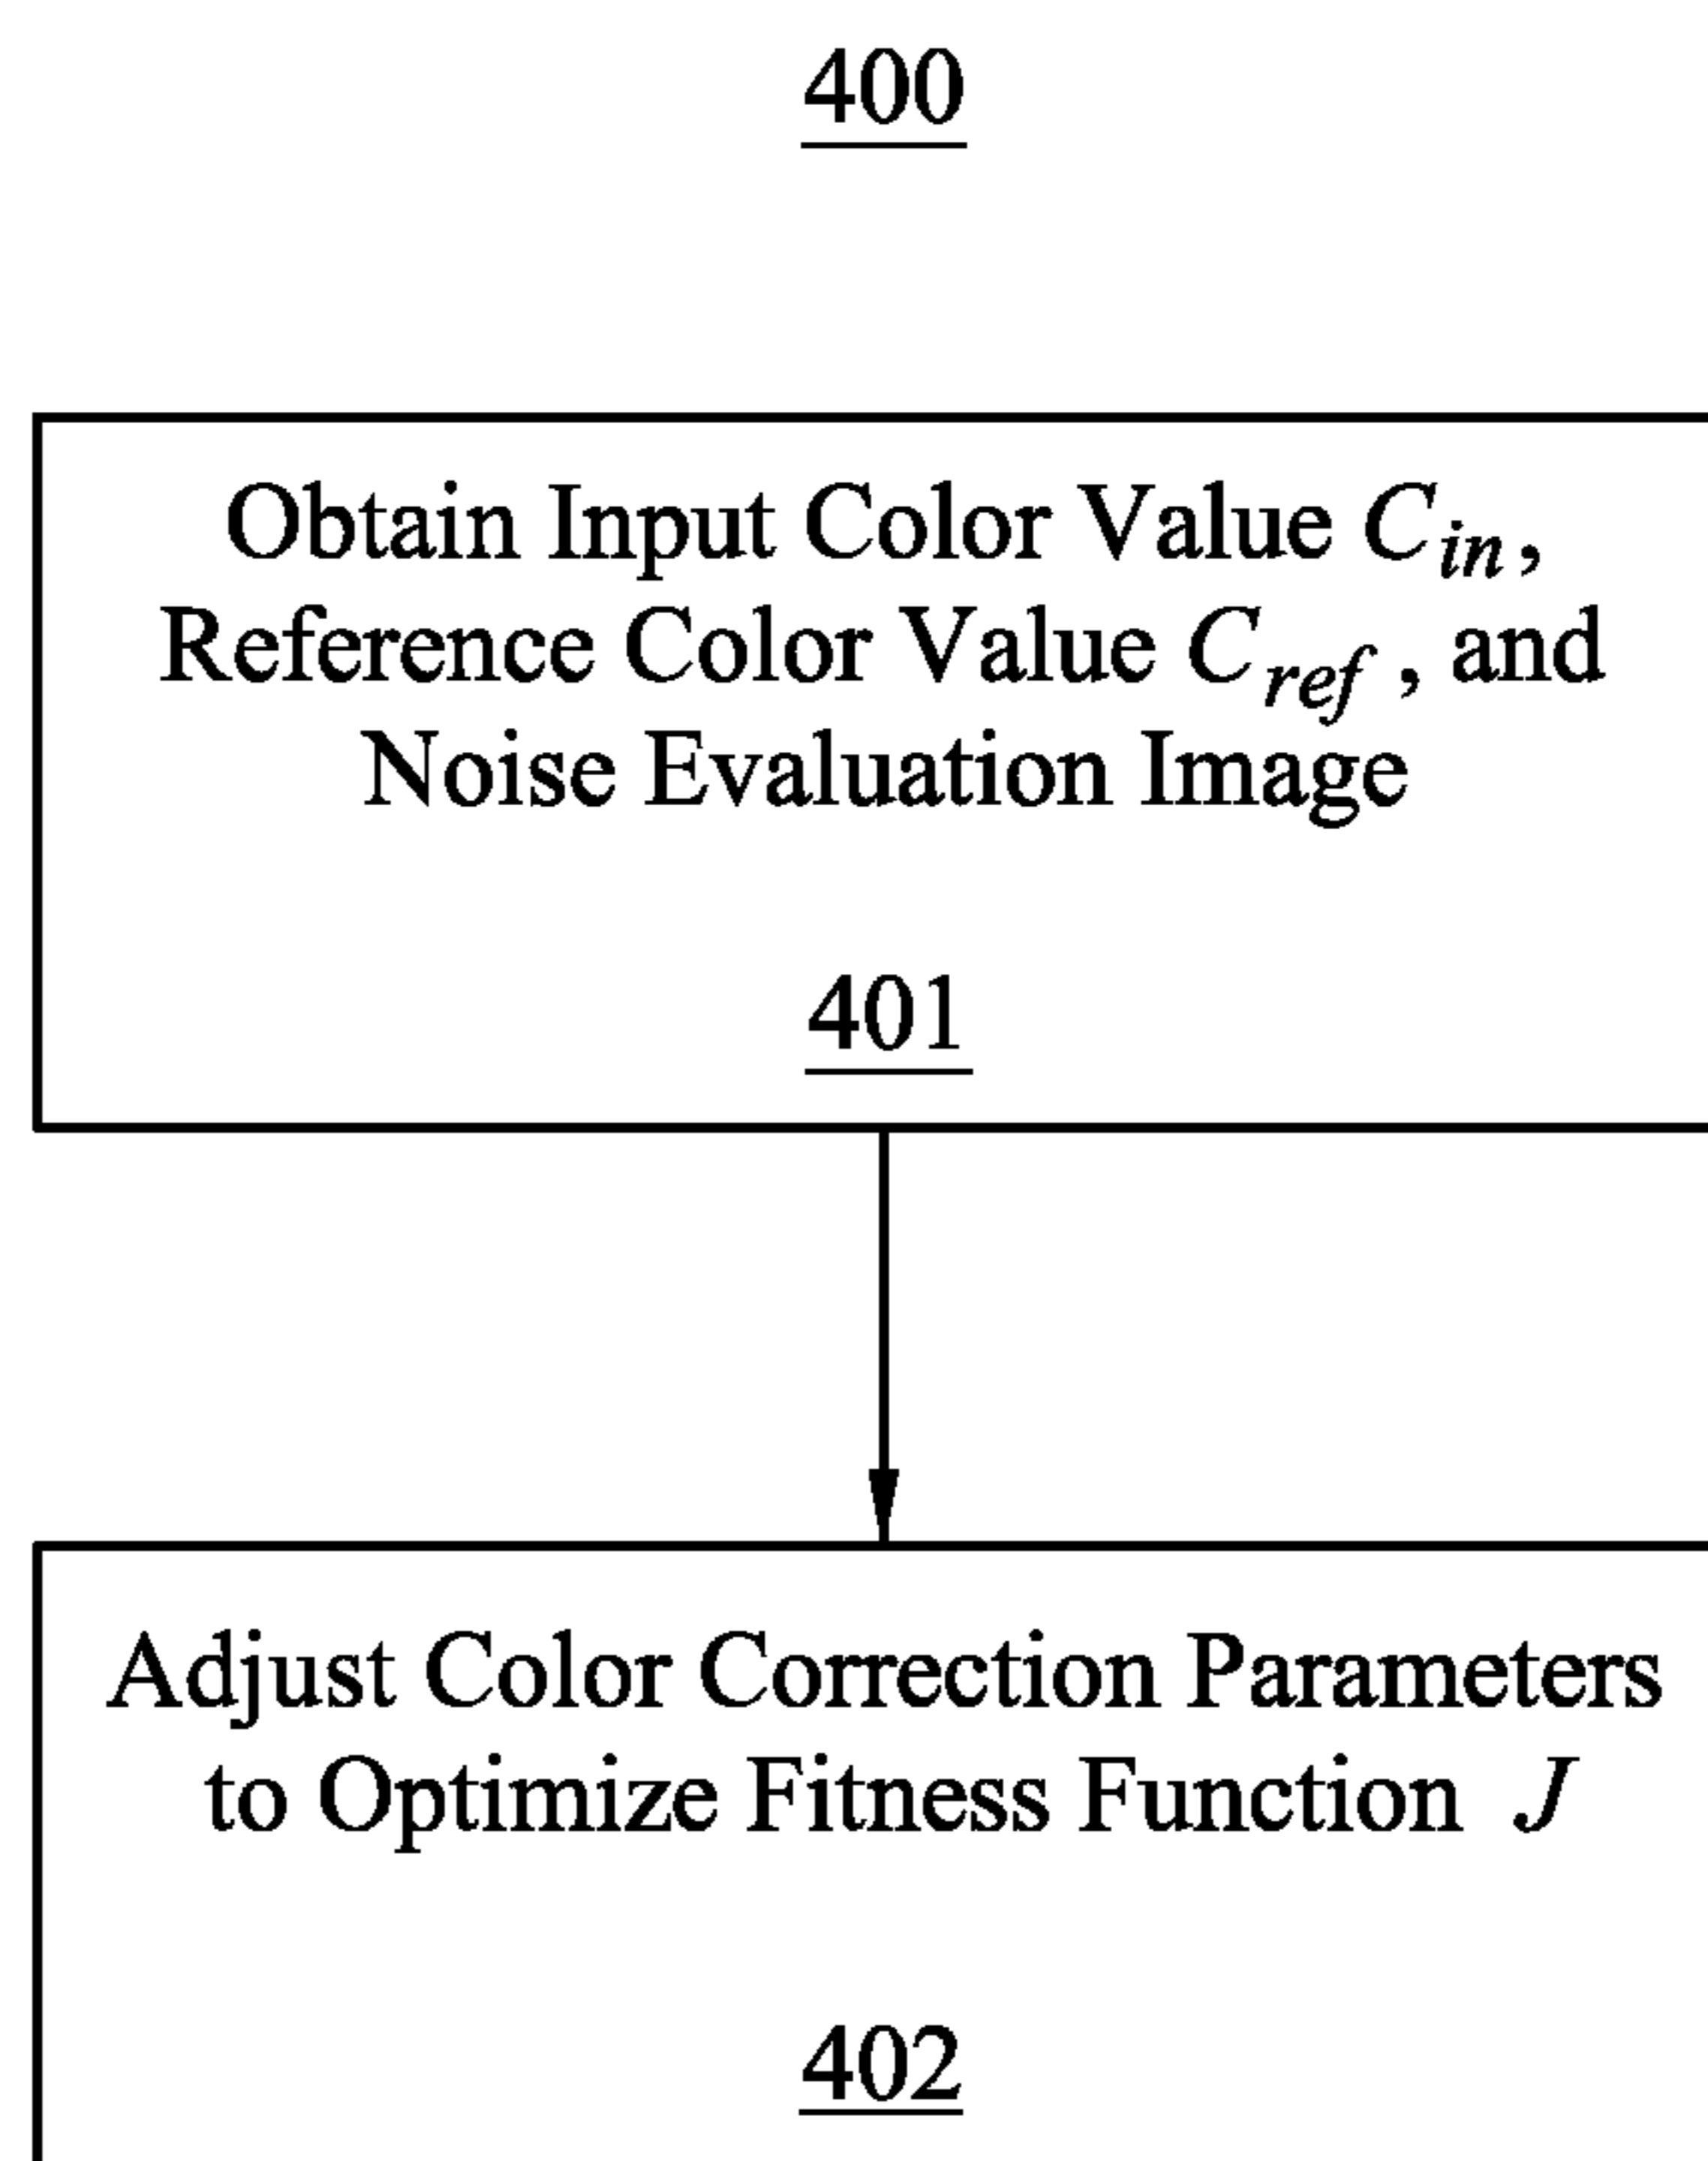 400
Obtain Input Color Value C_in,
Reference Color Value C_ref , and
Noise Evaluation Image
401
Adjust Color Correction Parameters
to Optimize Fitness Function J
402